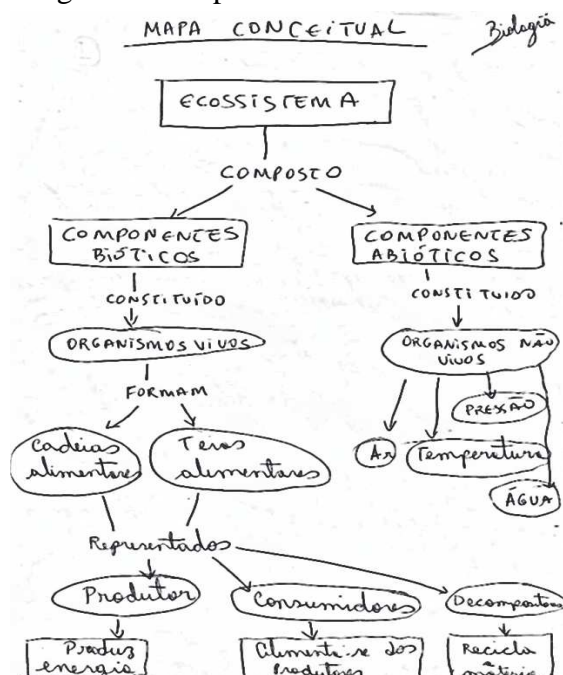 MAPA CONCEITUAL
Biologia
ECOSSISTEMA
COMPOSTO
COMPONENTES
BIÓTICOS
COMPONENTES
ABIÓTICOS
CONSTITUÍDO
CONSTITUIDO
ORGANISMOS VIVOS
ORGANISMOS NÃO
VIVOS
FORMAM
PRESSÃO
Cadeias
alimentares
Teias
alimentares
Ar
Temperatura
ÁGUA
Representados
Produtor
Consumidores
Produz
energia
Alimenta-se dos
Produtores
Recicla
matéria